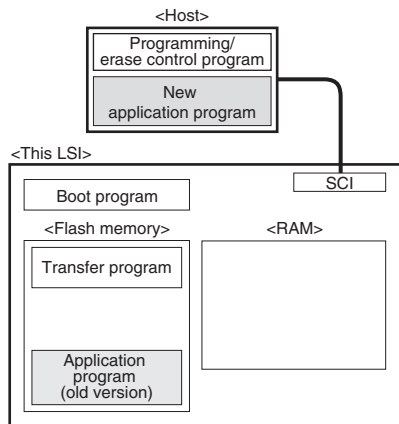 <Host>
Programming/
erase control program
New
application program
<This LSI>
SCI
Boot program
<Flash memory>
<RAM>
Transfer program
Application
program
(old version)